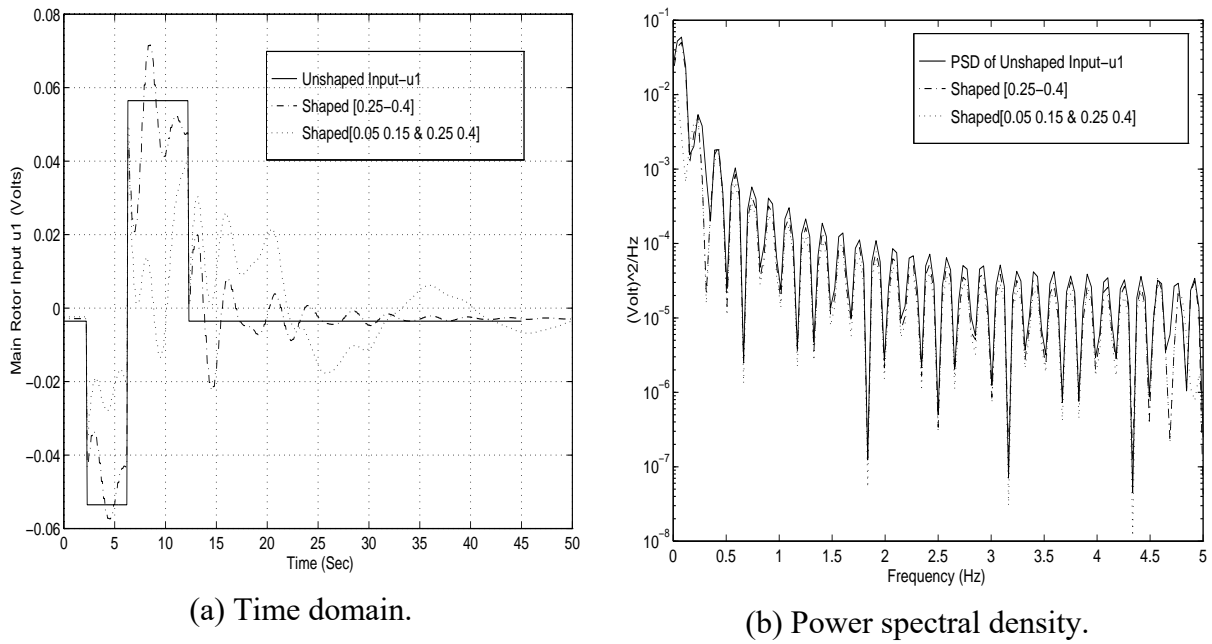 0.08
0.06
0.04
0.02
0
−0.02
−0.04
−0.06
Main Rotor Input u1 (Volts)
Unshaped Input−u1
Shaped [0.25−0.4]
Shaped[0.05 0.15 & 0.25 0.4]
0 5 10 15 20 25 30 35 40 45 50
Time (Sec)
(a) Time domain.
10^−1
10^−2
10^−3
10^−4
10^−5
10^−6
10^−7
10^−8
(Volt)^2/Hz
PSD of Unshaped Input−u1
Shaped [0.25−0.4]
Shaped[0.05 0.15 & 0.25 0.4]
0 0.5 1 1.5 2 2.5 3 3.5 4 4.5 5
Frequency (Hz)
(b) Power spectral density.